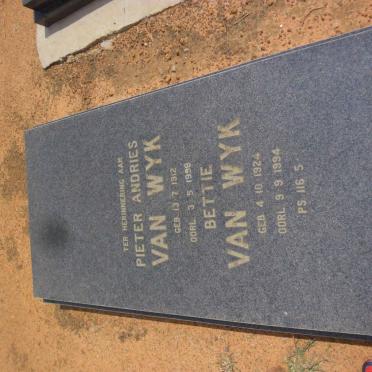 TER HERINNERING AAN
PIETER ANDRIES
VAN WYK
GEB 13 7 1912
OORL 3 5 1998
BETTIE
VAN WYK
GEB 4 10 1924
OORL 9 9 1994
PS 116 5